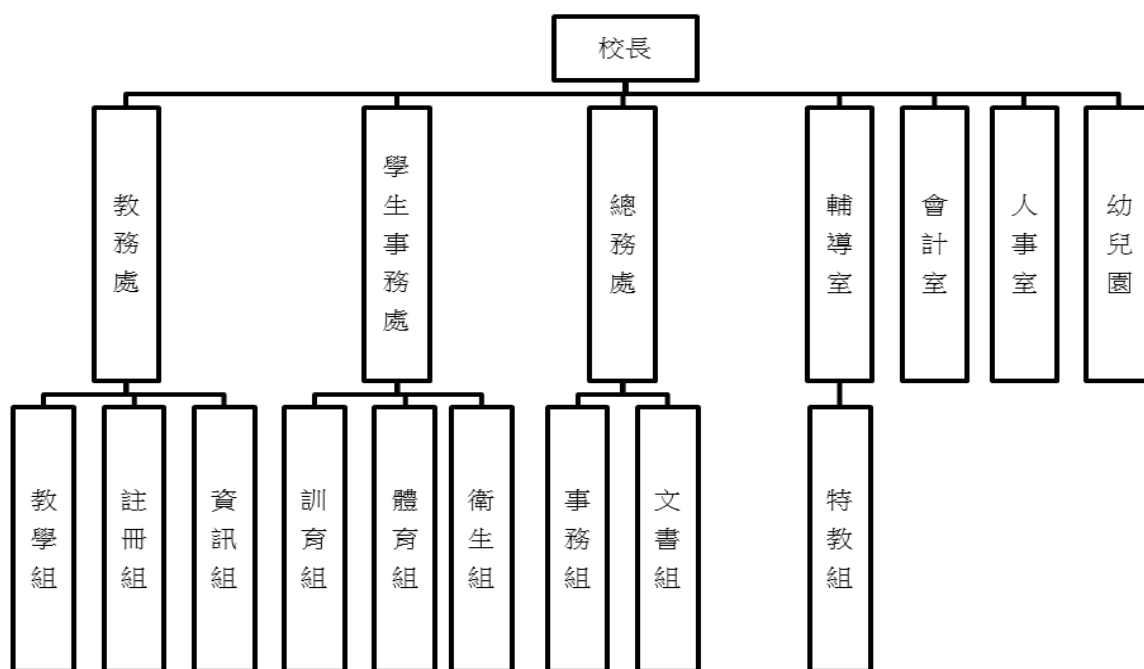 校長
教務處
學生事務處
總務處
輔導室
會計室
人事室
幼兒園
教學組
註冊組
資訊組
訓育組
體育組
衛生組
事務組
文書組
特教組